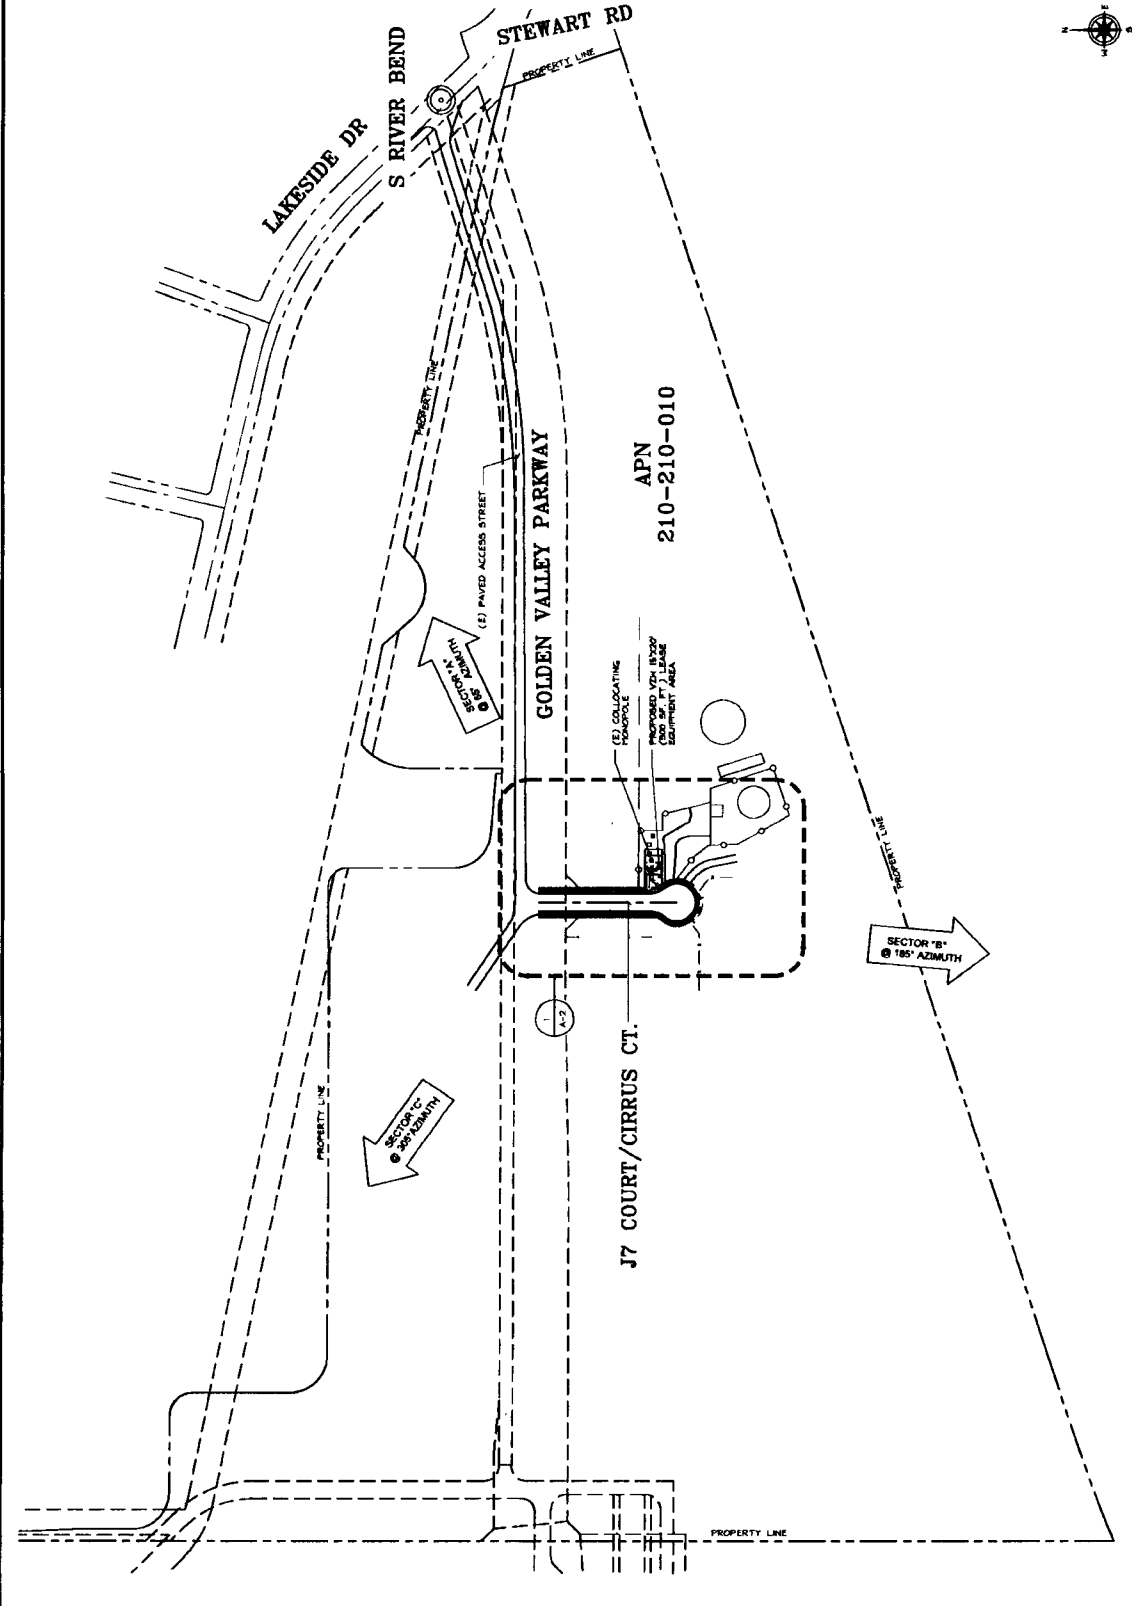 STEWART RD
PROPERTY LINE
S RIVER BEND
LAKESIDE DR
N
E
S
W
PROPERTY LINE
(E) PAVED ACCESS STREET
GOLDEN VALLEY PARKWAY
APN
210-210-010
SECTOR "A"
@ 65° AZIMUTH
(E) COLLOCATING
MONOPOLE
PROPOSED VZW 15'X20'
(300 SF. FT.) LEASE
EQUIPMENT AREA
PROPERTY LINE
SECTOR "B"
@ 185° AZIMUTH
1
A-2
J7 COURT/CIRRUS CT.
SECTOR "C"
@ 305° AZIMUTH
PROPERTY LINE
PROPERTY LINE